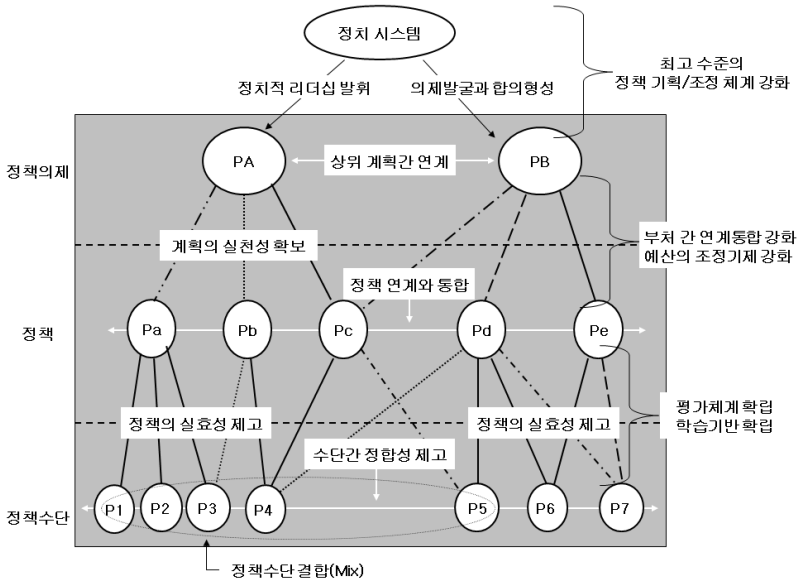 정치 시스템
최고 수준의
정책 기획/조정 체계 강화
정치적 리더십 발휘
의제발굴과 합의형성
정책의제
PA
상위 계획간 연계
PB
계획의 실천성 확보
부처 간 연계통합 강화
예산의 조정기제 강화
정책 연계와 통합
정책
Pa
Pb
Pc
Pd
Pe
평가체계 확립
학습기반 확립
정책의 실효성 제고
정책의 실효성 제고
수단간 정합성 제고
정책수단
P1
P2
P3
P4
P5
P6
P7
정책수단 결합(Mix)